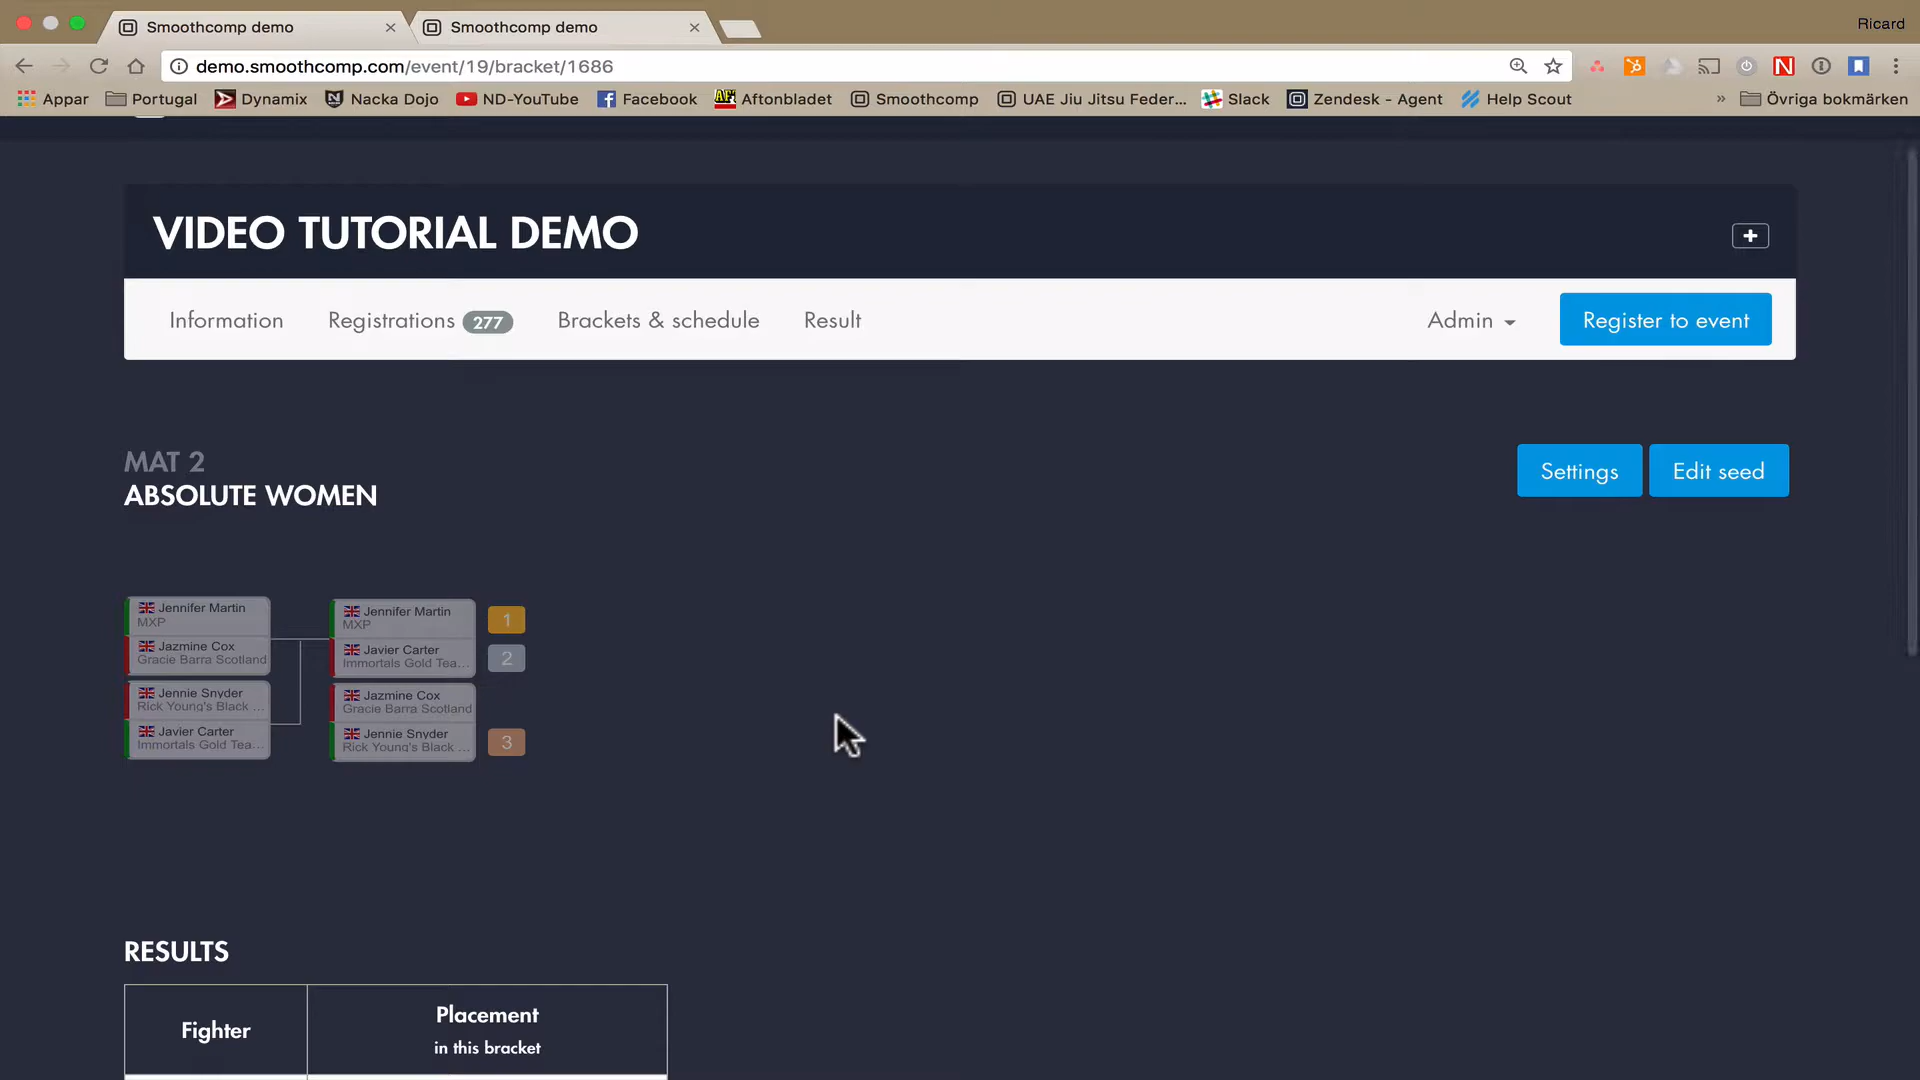 Smoothcomp demo
Smoothcomp demo
Ricard
demo.smoothcomp.com/event/19/bracket/1686
Appar
Portugal
Dynamix
Nacka Dojo
ND-YouTube
Facebook
Aftonbladet
Smoothcomp
UAE Jiu Jitsu Feder...
Slack
Zendesk - Agent
Help Scout
»
Övriga bokmärken
VIDEO TUTORIAL DEMO
Information
Registrations 277
Brackets & schedule
Result
Admin
Register to event
MAT 2
ABSOLUTE WOMEN
Settings
Edit seed
Jennifer Martin
MXP
Jazmine Cox
Gracie Barra Scotland
Jennie Snyder
Rick Young's Black ...
Javier Carter
Immortals Gold Tea...
Jennifer Martin
MXP
1
Javier Carter
Immortals Gold Tea...
2
Jazmine Cox
Gracie Barra Scotland
Jennie Snyder
Rick Young's Black ...
3
RESULTS
Fighter
Placement
in this bracket